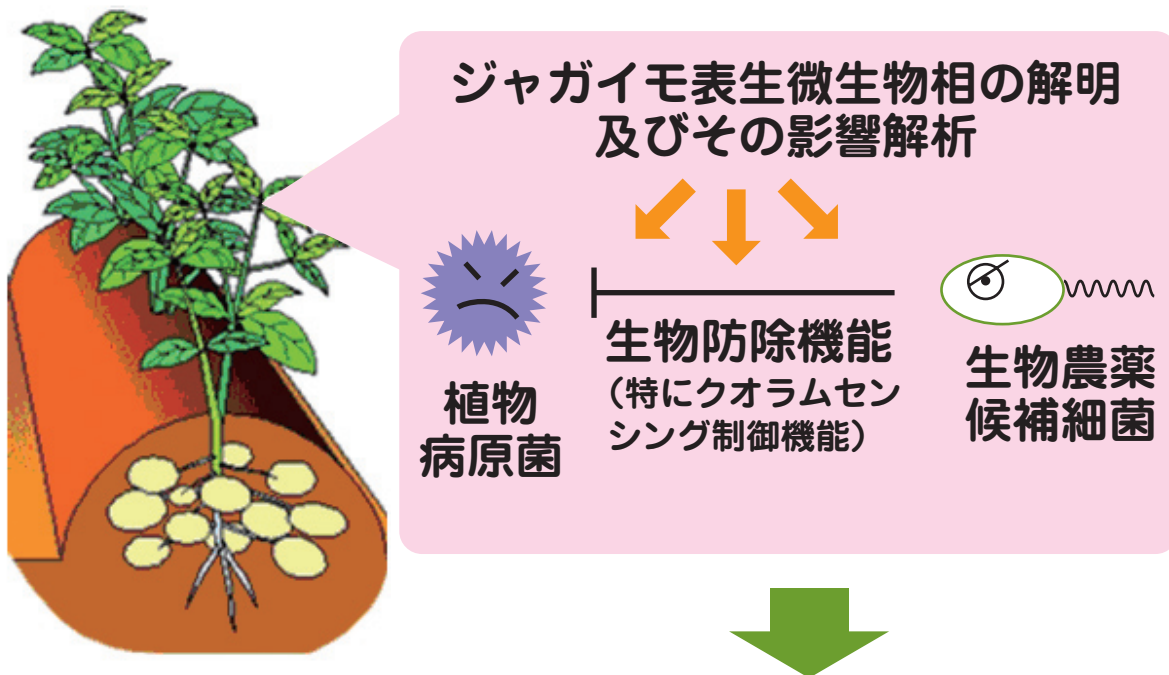 ジャガイモ表生微生物相の解明
及びその影響解析
植物
病原菌
生物防除機能
（特にクオラムセン
シング制御機能）
生物農薬
候補細菌